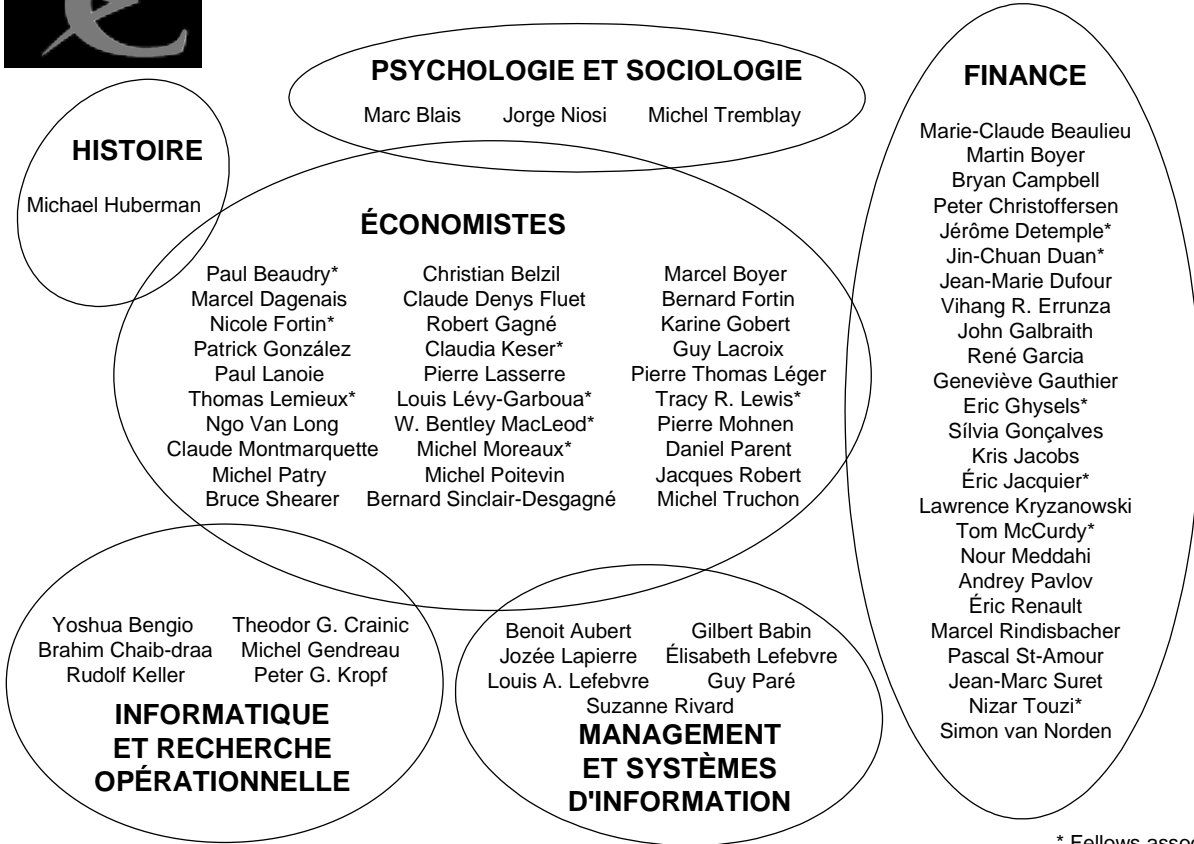 PSYCHOLOGIE ET SOCIOLOGIE
Marc Blais Jorge Niosi Michel Tremblay
HISTOIRE
Michael Huberman
ÉCONOMISTES
Paul Beaudry* Christian Belzil Marcel Boyer
Marcel Dagenais Claude Denys Fluet Bernard Fortin
Nicole Fortin* Robert Gagné Karine Gobert
Patrick González Claudia Keser* Guy Lacroix
Paul Lanoie Pierre Lasserre Pierre Thomas Léger
Thomas Lemieux* Louis Lévy-Garboua* Tracy R. Lewis*
Ngo Van Long W. Bentley MacLeod* Pierre Mohnen
Claude Montmarquette Michel Moreaux* Daniel Parent
Michel Patry Michel Poitevin Jacques Robert
Bruce Shearer Bernard Sinclair-Desgagné Michel Truchon
FINANCE
Marie-Claude Beaulieu
Martin Boyer
Bryan Campbell
Peter Christoffersen
Jérôme Detemple*
Jin-Chuan Duan*
Jean-Marie Dufour
Vihang R. Errunza
John Galbraith
René Garcia
Geneviève Gauthier
Eric Ghysels*
Sílvia Gonçalves
Kris Jacobs
Éric Jacquier*
Lawrence Kryzanowski
Tom McCurdy*
Nour Meddahi
Andrey Pavlov
Éric Renault
Marcel Rindisbacher
Pascal St-Amour
Jean-Marc Suret
Nizar Touzi*
Simon van Norden
Yoshua Bengio Theodor G. Crainic
Brahim Chaib-draa Michel Gendreau
Rudolf Keller Peter G. Kropf
INFORMATIQUE
ET RECHERCHE
OPÉRATIONNELLE
Benoit Aubert Gilbert Babin
Jozée Lapierre Élisabeth Lefebvre
Louis A. Lefebvre Guy Paré
Suzanne Rivard
MANAGEMENT
ET SYSTÈMES
D'INFORMATION
* Fellows